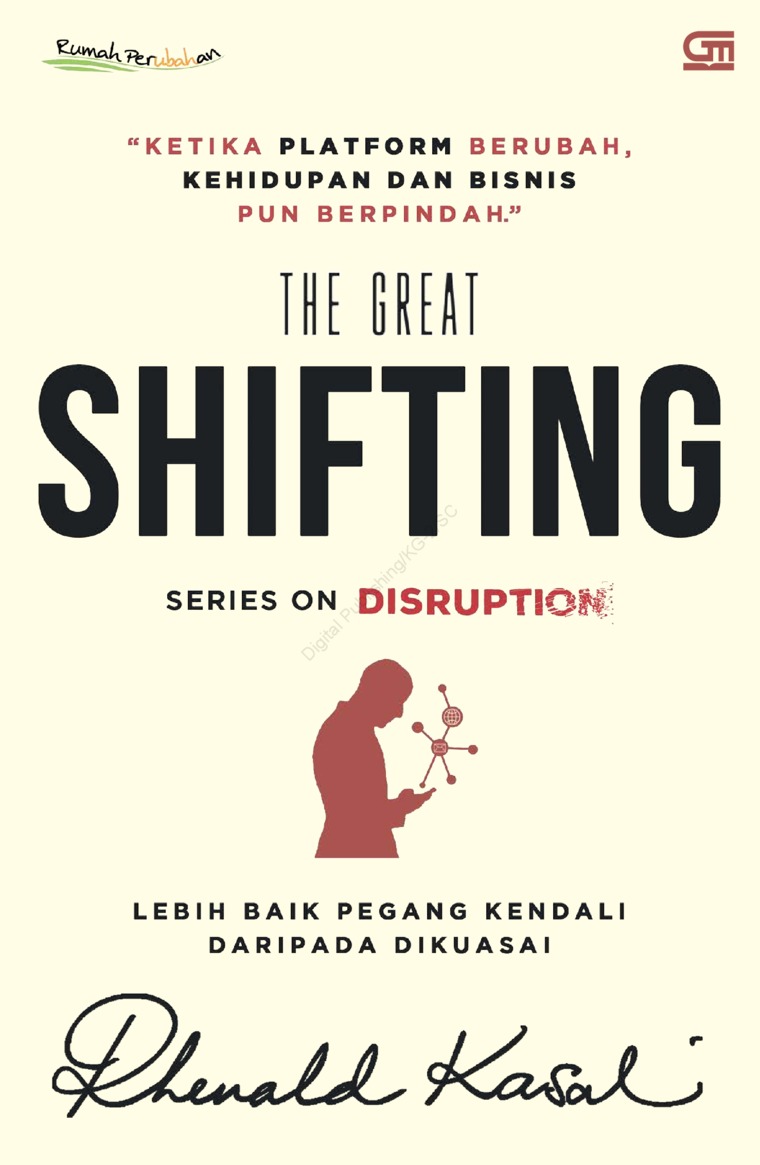 Rumah Perubahan
GM
“KETIKA PLATFORM BERUBAH,
KEHIDUPAN DAN BISNIS
PUN BERPINDAH.”
THE GREAT
SHIFTING
SERIES ON DISRUPTION
LEBIH BAIK PEGANG KENDALI
DARIPADA DIKUASAI
Rhenald Kasali